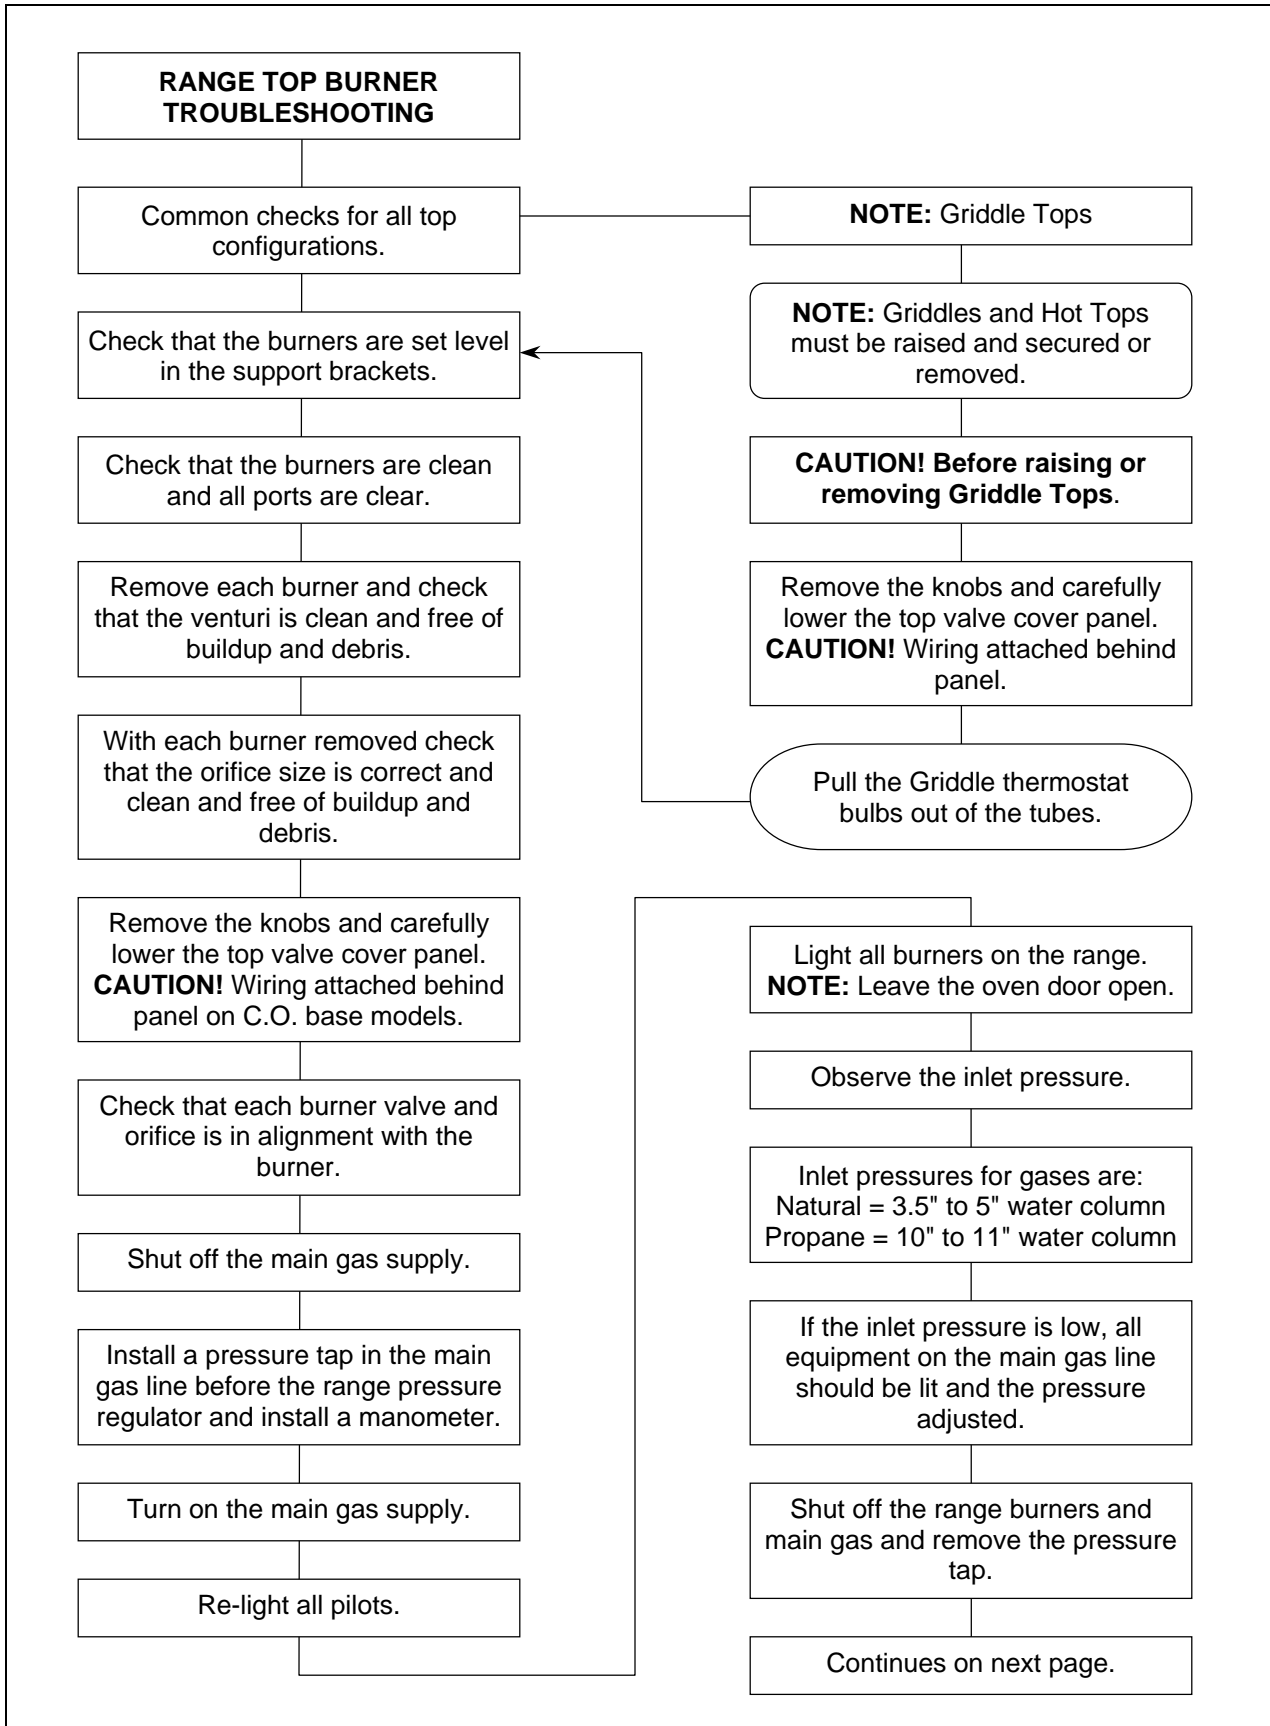 RANGE TOP BURNER
TROUBLESHOOTING
Common checks for all top
configurations.
NOTE: Griddle Tops
NOTE: Griddles and Hot Tops
must be raised and secured or
removed.
CAUTION! Before raising or
removing Griddle Tops.
Remove the knobs and carefully
lower the top valve cover panel.
CAUTION! Wiring attached behind
panel.
Pull the Griddle thermostat
bulbs out of the tubes.
Check that the burners are set level
in the support brackets.
Check that the burners are clean
and all ports are clear.
Remove each burner and check
that the venturi is clean and free of
buildup and debris.
With each burner removed check
that the orifice size is correct and
clean and free of buildup and
debris.
Remove the knobs and carefully
lower the top valve cover panel.
CAUTION! Wiring attached behind
panel on C.O. base models.
Check that each burner valve and
orifice is in alignment with the
burner.
Shut off the main gas supply.
Install a pressure tap in the main
gas line before the range pressure
regulator and install a manometer.
Turn on the main gas supply.
Re-light all pilots.
Light all burners on the range.
NOTE: Leave the oven door open.
Observe the inlet pressure.
Inlet pressures for gases are:
Natural = 3.5" to 5" water column
Propane = 10" to 11" water column
If the inlet pressure is low, all
equipment on the main gas line
should be lit and the pressure
adjusted.
Shut off the range burners and
main gas and remove the pressure
tap.
Continues on next page.